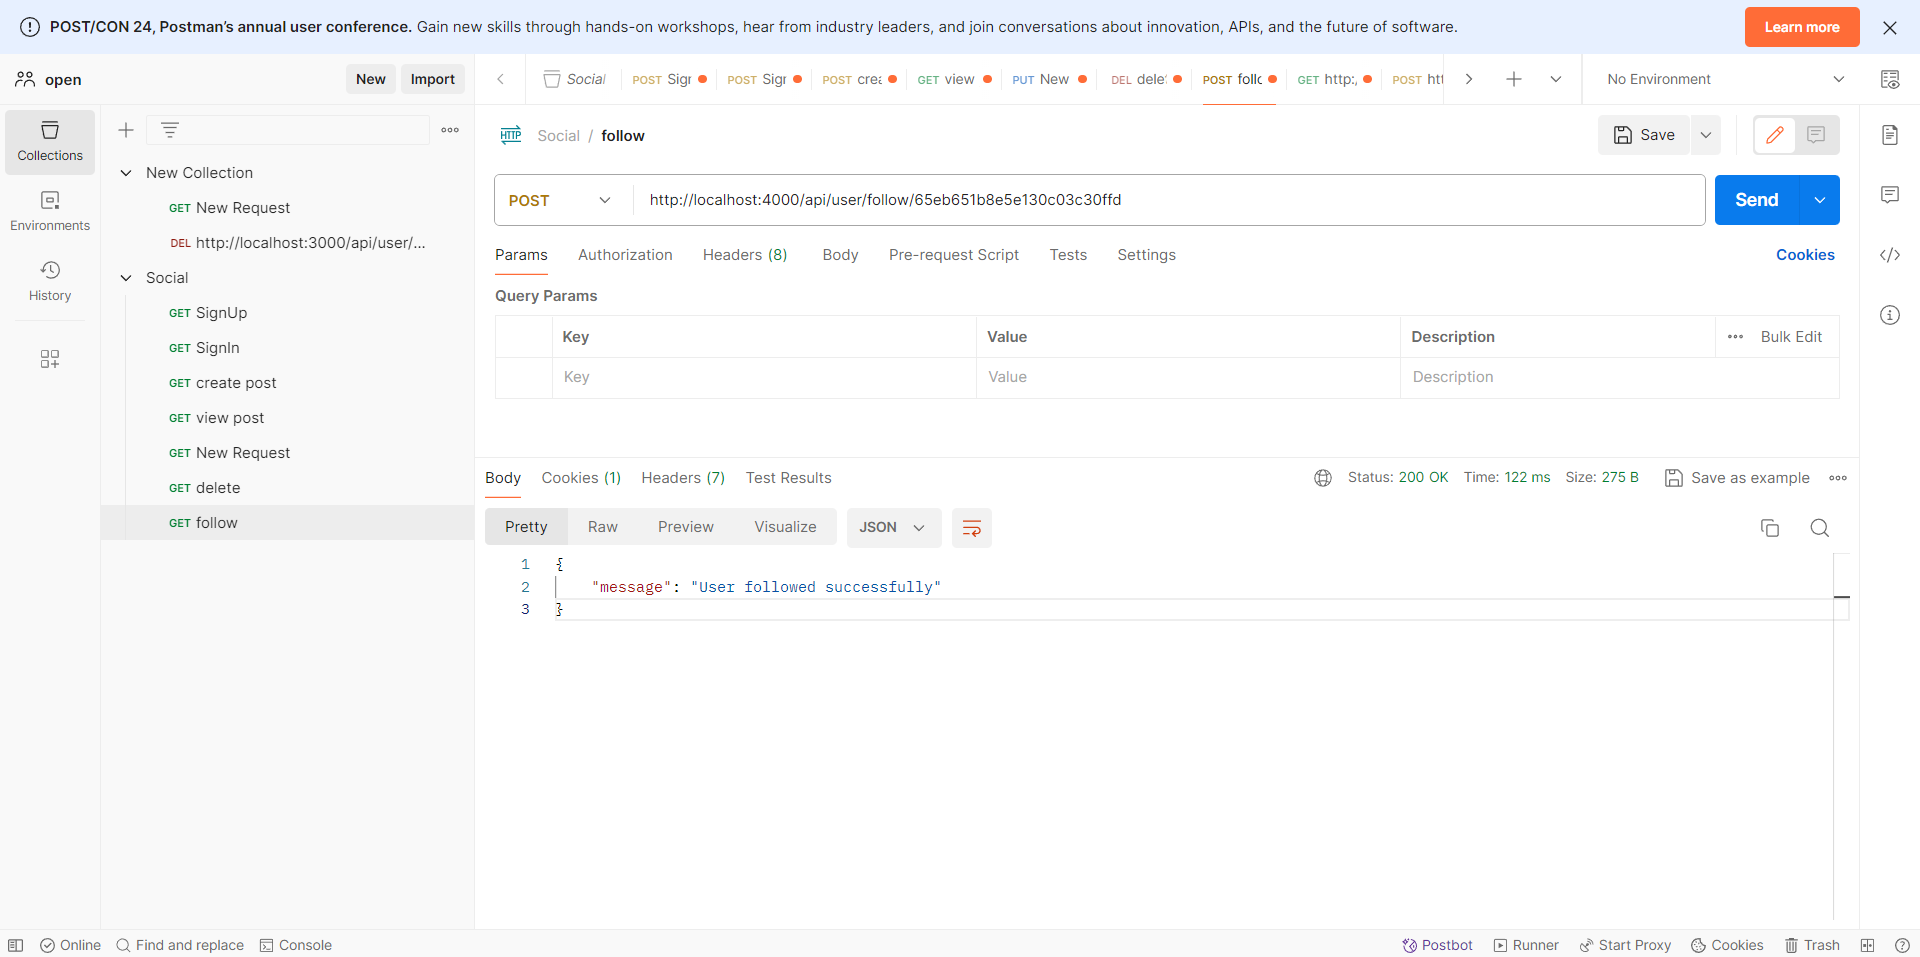 POST/CON 24, Postman's annual user conference. Gain new skills through hands-on workshops, hear from industry leaders, and join conversations about innovation, APIs, and the future of software.
Learn more
open
New
Import
Social
POST Sigr
POST Sigr
POST crea
GET view
PUT New
DEL dele
POST follo
GET http:
POST htt
No Environment
Collections
Environments
History
New Collection
GET New Request
DEL http://localhost:3000/api/user/...
Social
GET SignUp
GET SignIn
GET create post
GET view post
GET New Request
GET delete
GET follow
HTTP Social / follow
Save
POST
http://localhost:4000/api/user/follow/65eb651b8e5e130c03c30ffd
Send
Params Authorization Headers (8) Body Pre-request Script Tests Settings
Cookies
Query Params
Key Value Description Bulk Edit
Key Value Description
Body Cookies (1) Headers (7) Test Results
Status: 200 OK Time: 122 ms Size: 275 B Save as example
Pretty Raw Preview Visualize JSON
1 {
2 "message": "User followed successfully"
3 }
Online Find and replace Console
Postbot Runner Start Proxy Cookies Trash